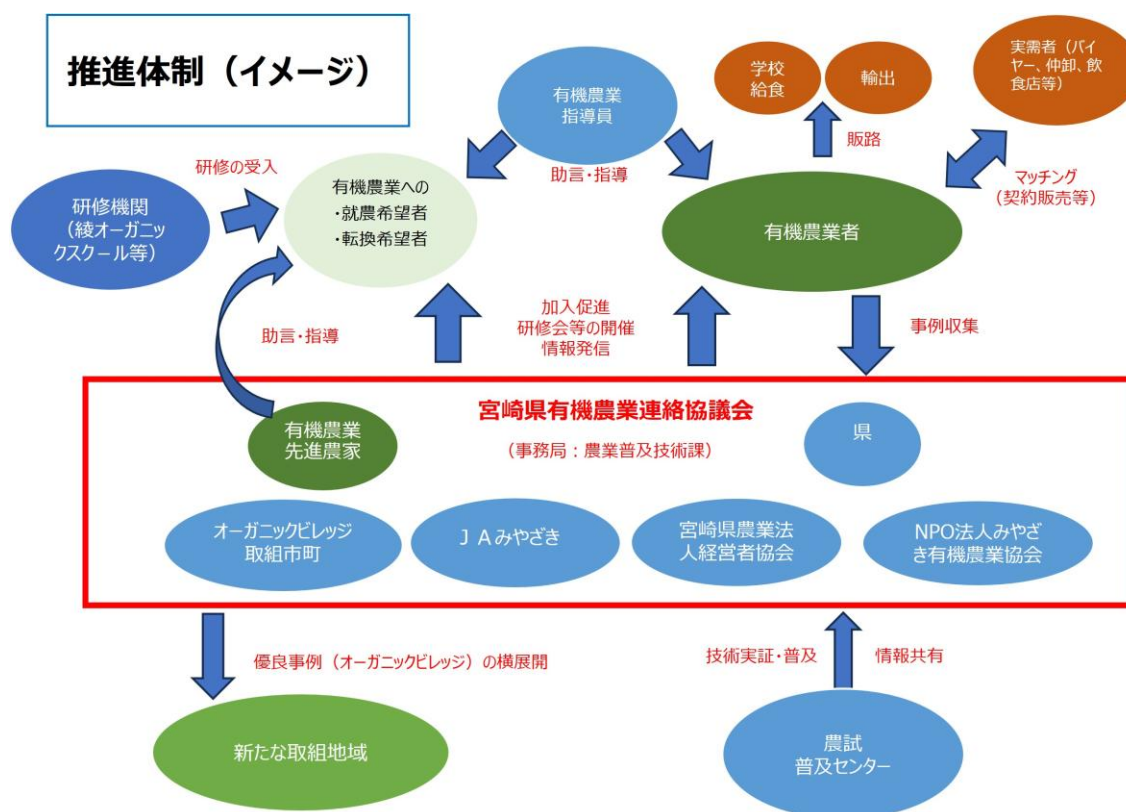 推進体制（イメージ）
有機農業
指導員
学校
給食
輸出
実需者（バイ
ヤー、仲卸、飲
食店等）
研修の受入
販路
助言・指導
マッチング
（契約販売等）
研修機関
（綾オーガニッ
クスクール等）
有機農業への
・就農希望者
・転換希望者
有機農業者
助言・指導
加入促進
研修会等の開催
情報発信
事例収集
宮崎県有機農業連絡協議会
（事務局：農業普及技術課）
有機農業
先進農家
県
オーガニックビレッジ
取組市町
ＪＡみやざき
宮崎県農業法
人経営者協会
NPO法人みやざ
き有機農業協会
優良事例（オーガニックビレッジ）の横展開
技術実証・普及
情報共有
新たな取組地域
農試
普及センター